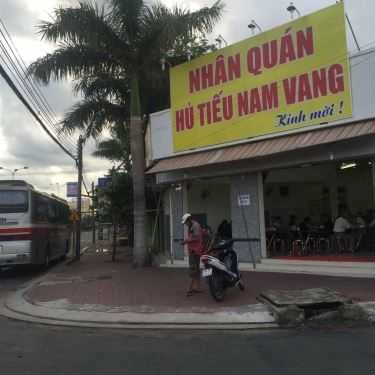 NHÂN QUÁN
HỦ TIẾU NAM VANG
Kính mời !